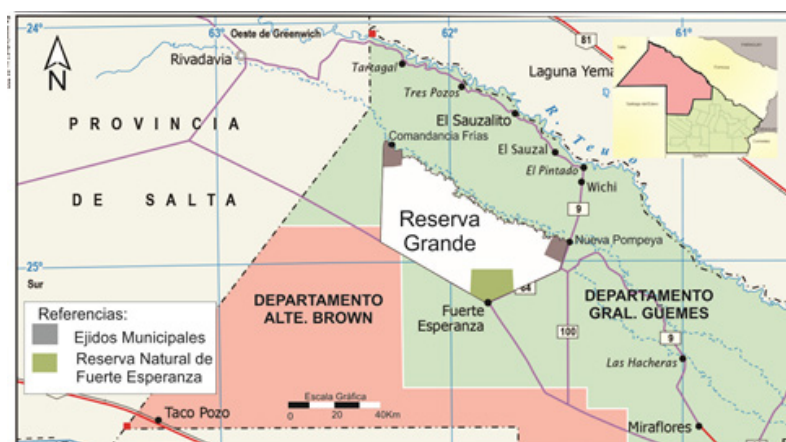 24°
63
Oeste de Greenwich
62
61
81
N
Rivadavia
Tartagal
Laguna Yema
Tres Pozos
PROVINCIA
El Sauzalito
R. Teuco
Comandancia Frías
El Sauzal
El Pintado
Wichi
DE SALTA
9
Reserva
Grande
Nueva Pompeya
25°
Sur
DEPARTAMENTO
ALTE. BROWN
84
DEPARTAMENTO
GRAL. GÜEMES
Referencias:
Ejidos Municipales
Reserva Natural de
Fuerte Esperanza
Fuerte
Esperanza
100
9
Las Hacheras
Escala Gráfica
0 20 40Km
Taco Pozo
Miraflores